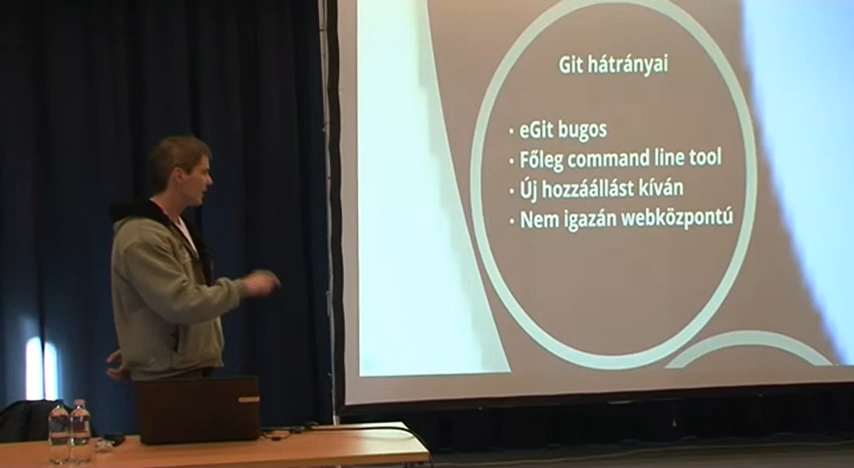 Git hátrányai
• eGit bugos
• Főleg command line tool
• Új hozzáállást kíván
• Nem igazán webközpontú